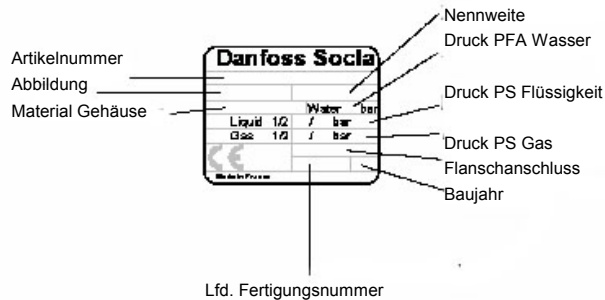 Nennweite
Druck PFA Wasser
Artikelnummer
Abbildung
Material Gehäuse
Danfoss Socla
Water bar
Liquid 1/2 / bar
Gas 1/2 / bar
CE
Made in France
Druck PS Flüssigkeit
Druck PS Gas
Flanschanschluss
Baujahr
Lfd. Fertigungsnummer